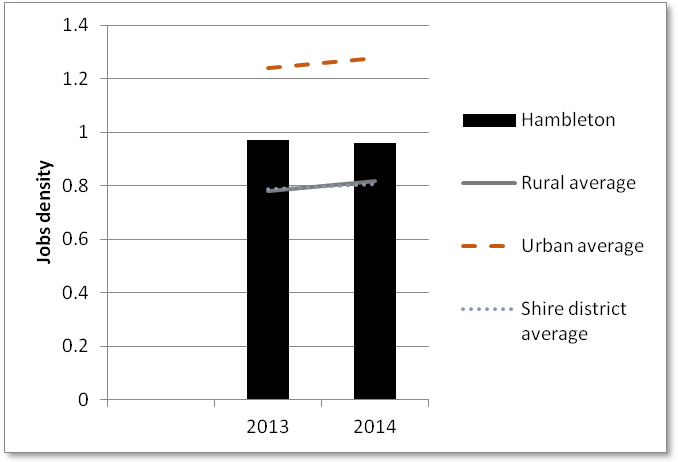 1.4
1.2
1
0.8
0.6
0.4
0.2
0
Jobs density
2013
2014
Hambleton
Rural average
Urban average
Shire district
average